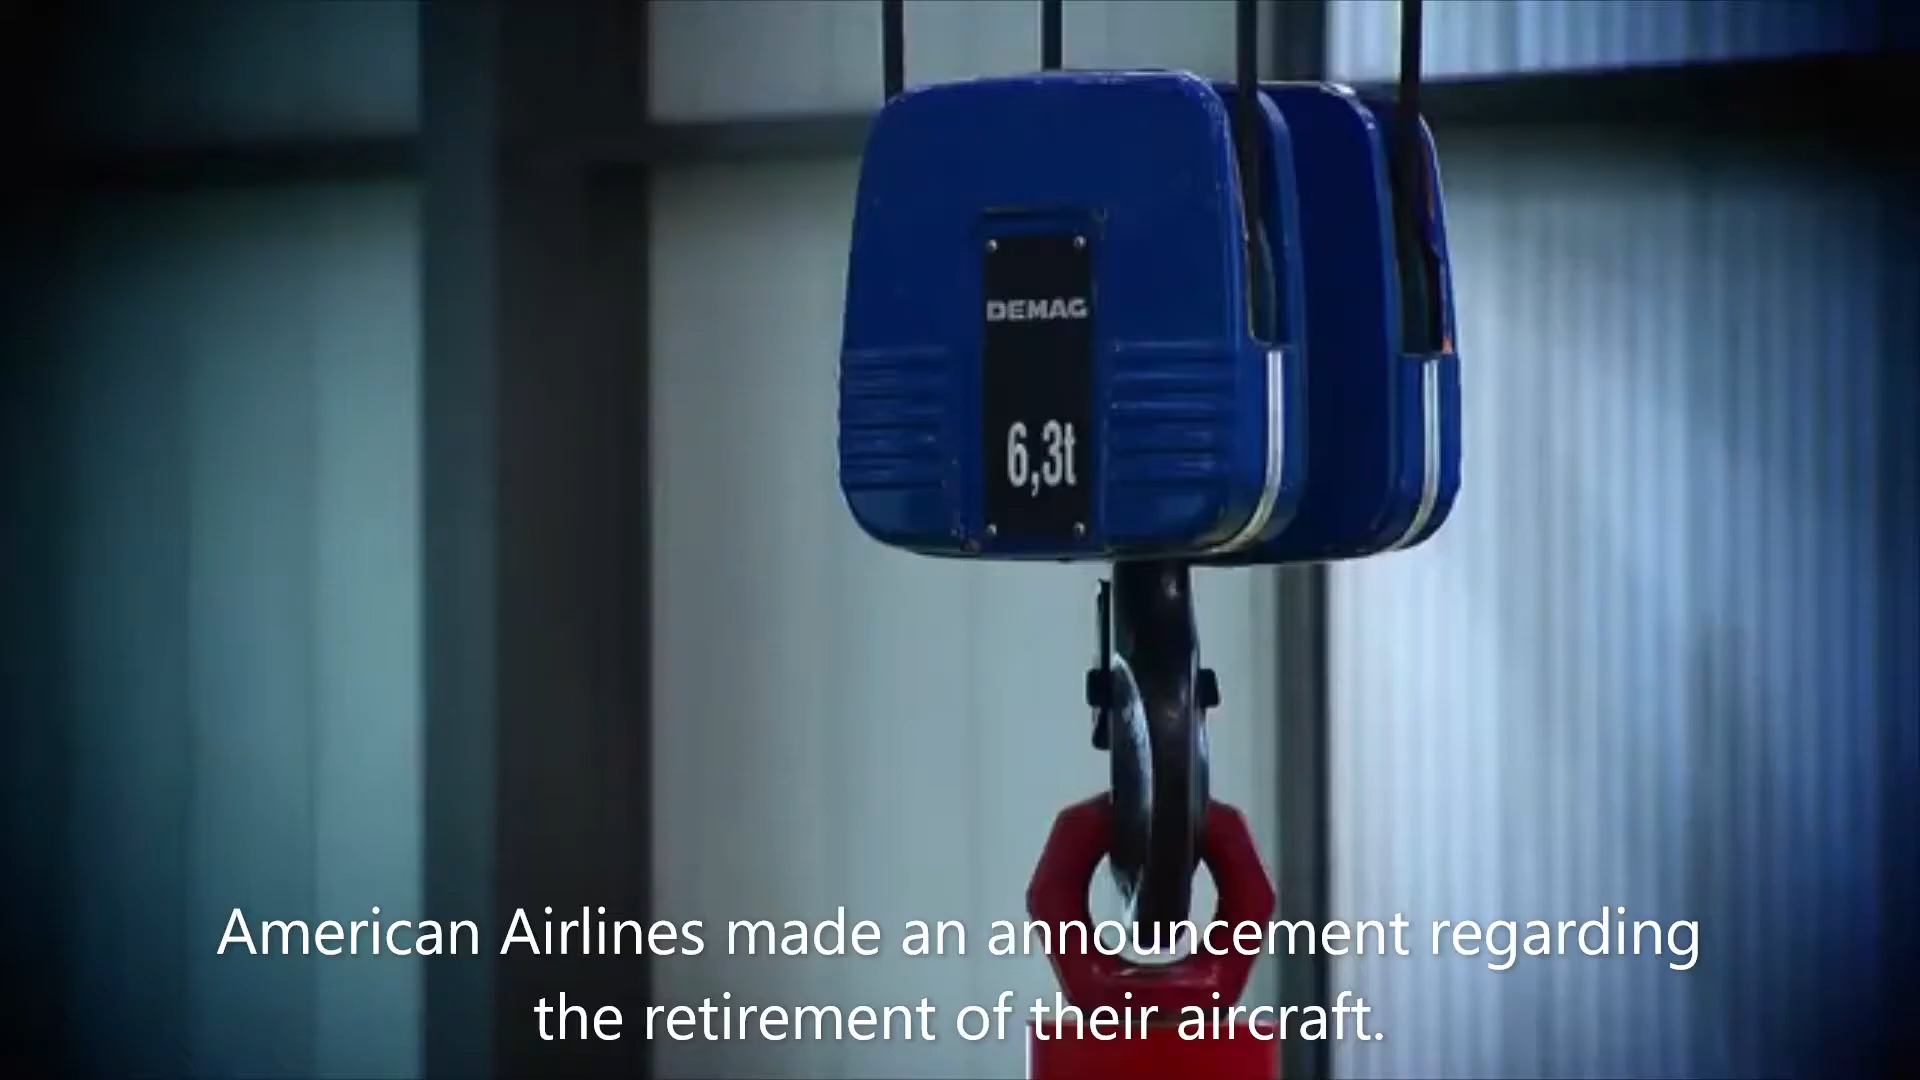 DEMAG
6,3t
American Airlines made an announcement regarding
the retirement of their aircraft.